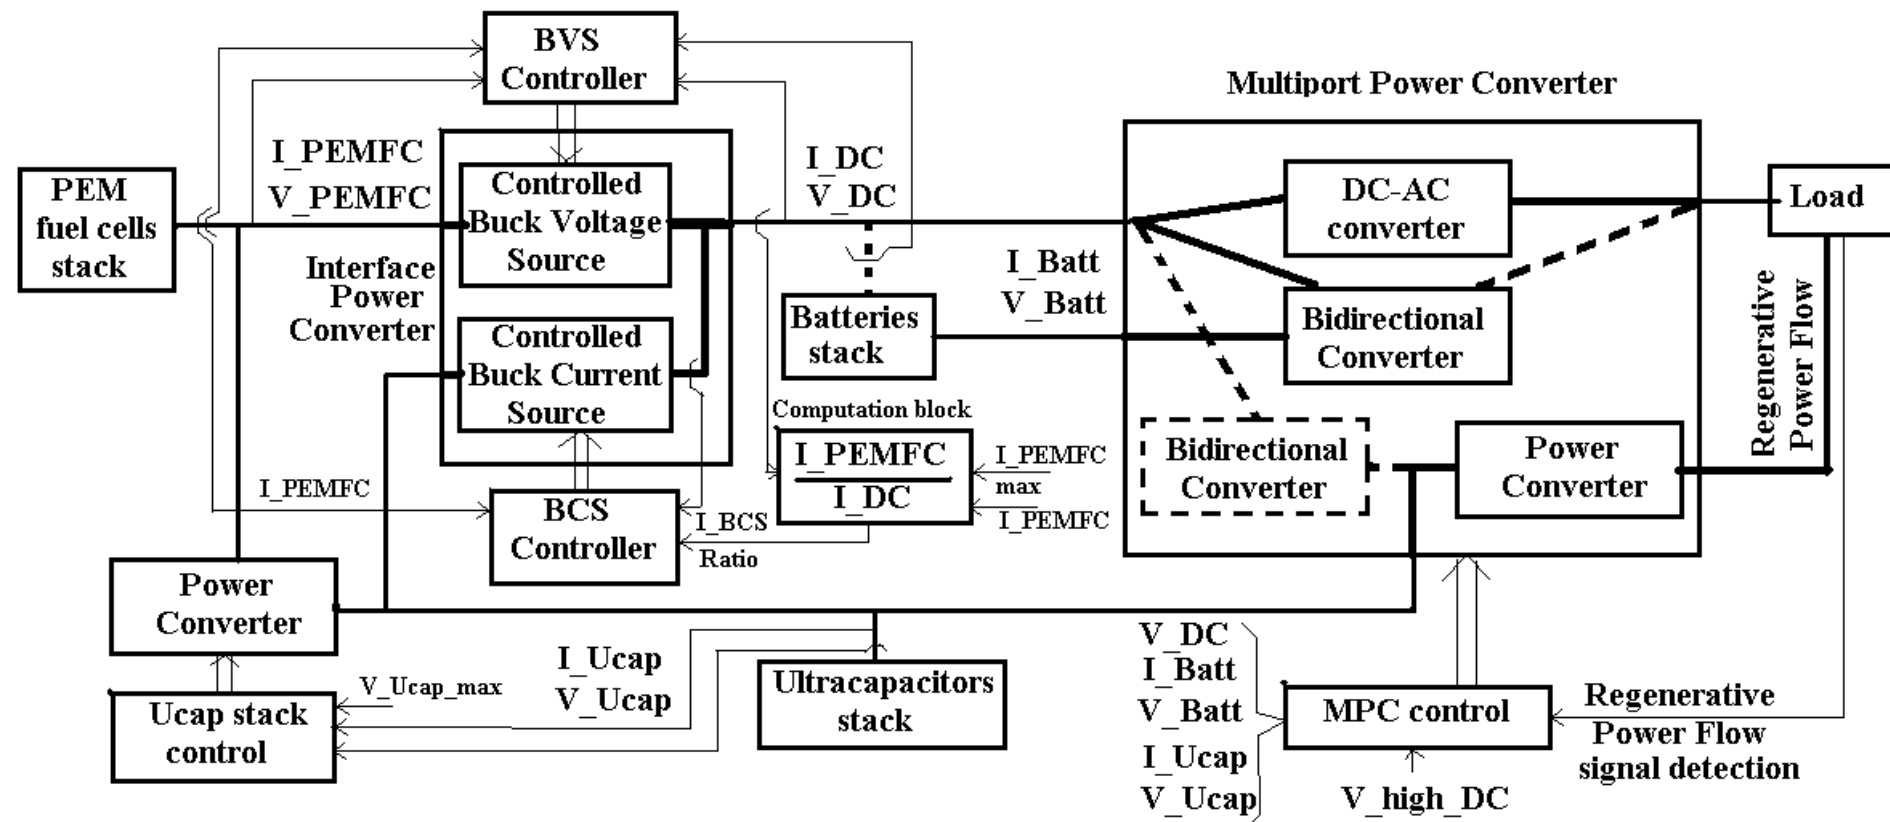 BVS
Controller
Multiport Power Converter
I_PEMFC
V_PEMFC
I_DC
V_DC
PEM
fuel cells
stack
Controlled
Buck Voltage
Source
DC-AC
converter
Load
Interface
Power
Converter
I_Batt
V_Batt
Batteries
stack
Bidirectional
Converter
Regenerative
Power Flow
Controlled
Buck Current
Source
Computation block
I_PEMFC
I_DC
I_PEMFC
max
I_PEMFC
Bidirectional
Converter
Power
Converter
I_PEMFC
BCS
Controller
I_BCS
Ratio
Power
Converter
I_Ucap
V_Ucap
V_Ucap_max
Ucap stack
control
Ultracapacitors
stack
V_DC
I_Batt
V_Batt
I_Ucap
V_Ucap
MPC control
V_high_DC
Regenerative
Power Flow
signal detection